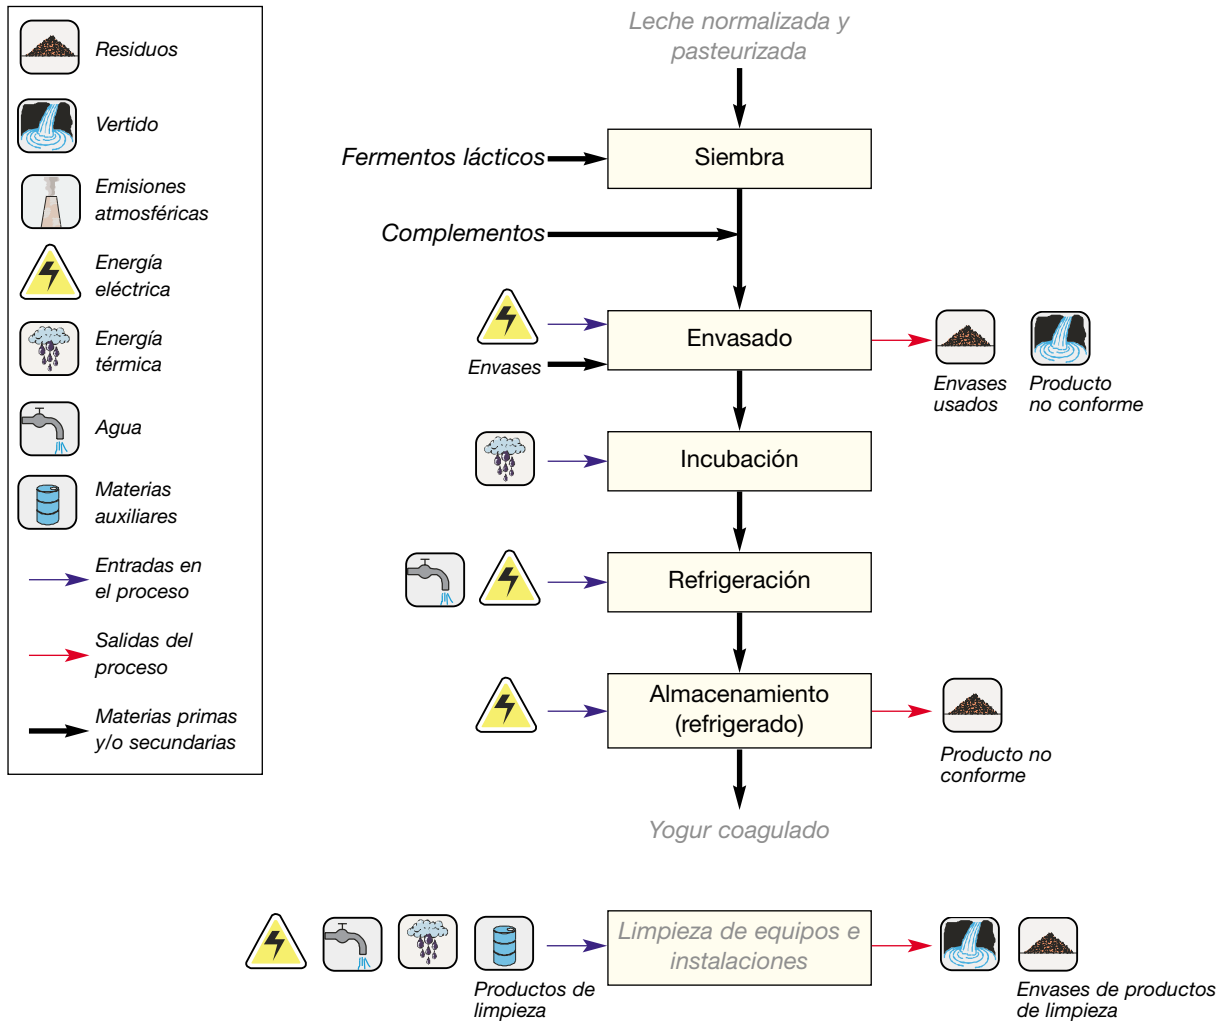 Residuos
Vertido
Emisiones
atmosféricas
Energía
eléctrica
Energía
térmica
Agua
Materias
auxiliares
Entradas en
el proceso
Salidas del
proceso
Materias primas
y/o secundarias
Leche normalizada y
pasteurizada
Fermentos lácticos
Siembra
Complementos
Envasado
Envases
Envases
usados
Producto
no conforme
Incubación
Refrigeración
Almacenamiento
(refrigerado)
Producto no
conforme
Yogur coagulado
Limpieza de equipos e
instalaciones
Productos de
limpieza
Envases de productos
de limpieza